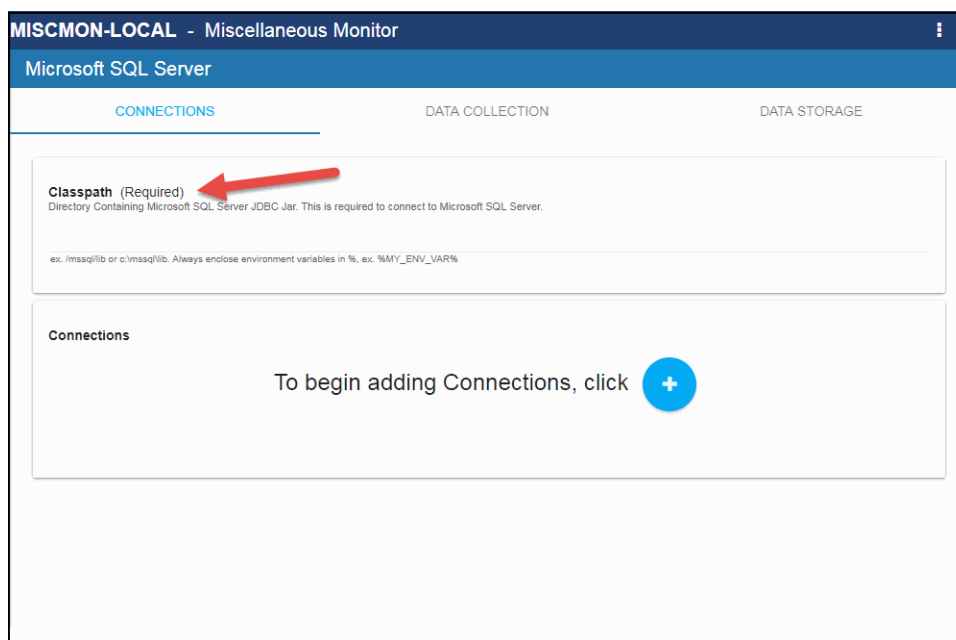 MISCMON-LOCAL - Miscellaneous Monitor
Microsoft SQL Server
CONNECTIONS DATA COLLECTION DATA STORAGE
Classpath (Required)
Directory Containing Microsoft SQL Server JDBC Jar. This is required to connect to Microsoft SQL Server.
ex. /mssql/lib or c:\mssql\lib. Always enclose environment variables in %, ex. %MY_ENV_VAR%
Connections
To begin adding Connections, click +